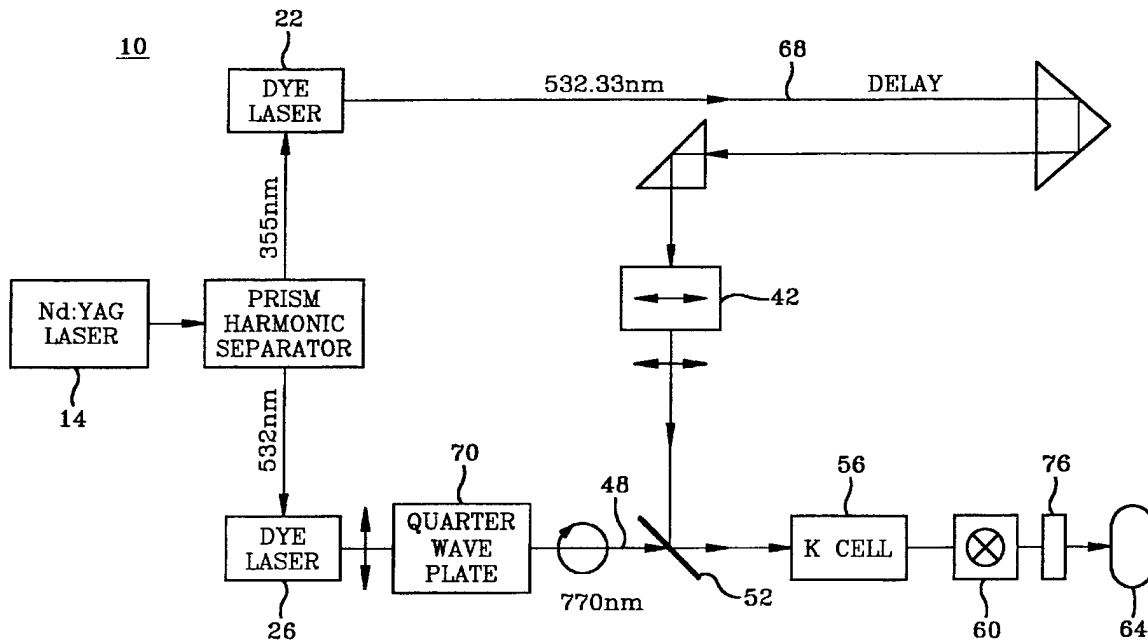 10
22
DYE
LASER
532.33nm
68
DELAY
355nm
42
Nd:YAG
LASER
14
PRISM
HARMONIC
SEPARATOR
532nm
70
DYE
LASER
26
QUARTER
WAVE
PLATE
48
770nm
52
56
K CELL
60
76
64